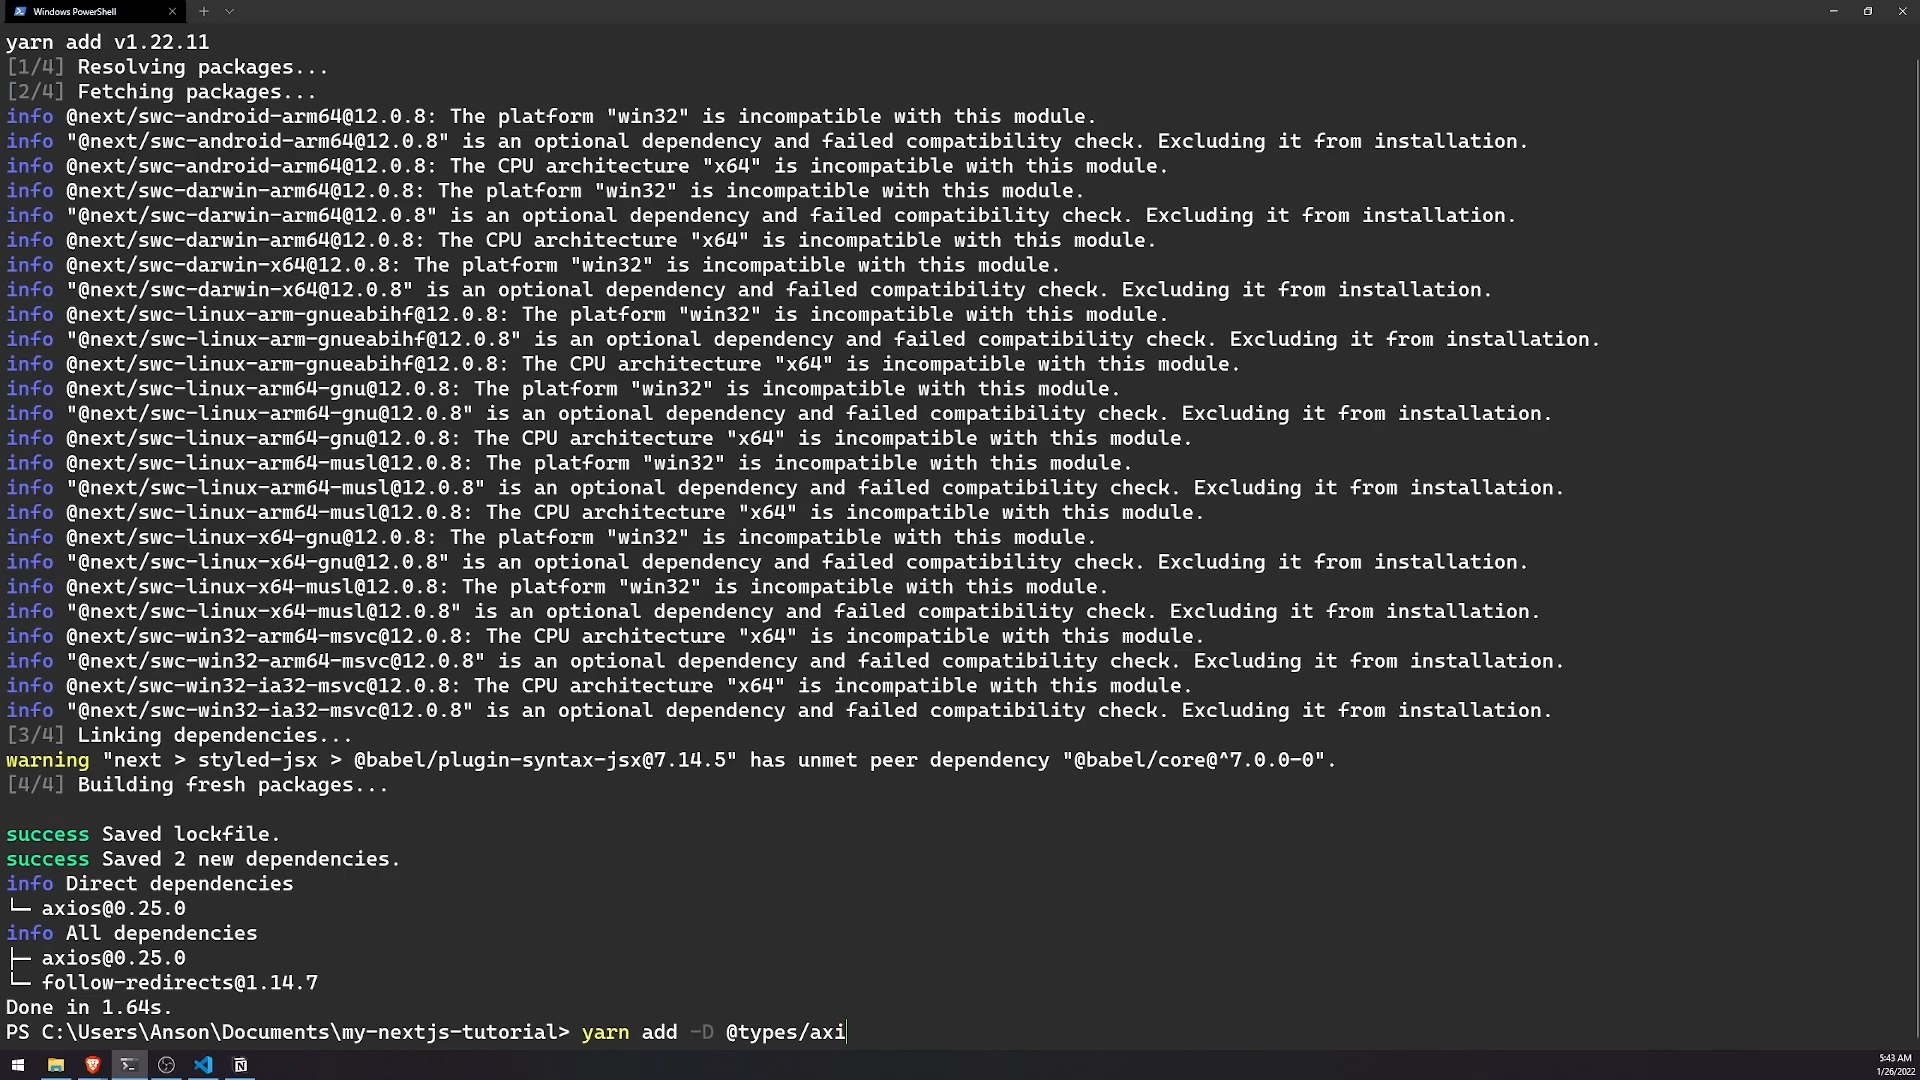 Windows PowerShell
yarn add v1.22.11
[1/4] Resolving packages...
[2/4] Fetching packages...
info @next/swc-android-arm64@12.0.8: The platform "win32" is incompatible with this module.
info "@next/swc-android-arm64@12.0.8" is an optional dependency and failed compatibility check. Excluding it from installation.
info @next/swc-android-arm64@12.0.8: The CPU architecture "x64" is incompatible with this module.
info @next/swc-darwin-arm64@12.0.8: The platform "win32" is incompatible with this module.
info "@next/swc-darwin-arm64@12.0.8" is an optional dependency and failed compatibility check. Excluding it from installation.
info @next/swc-darwin-arm64@12.0.8: The CPU architecture "x64" is incompatible with this module.
info @next/swc-darwin-x64@12.0.8: The platform "win32" is incompatible with this module.
info "@next/swc-darwin-x64@12.0.8" is an optional dependency and failed compatibility check. Excluding it from installation.
info @next/swc-linux-arm-gnueabihf@12.0.8: The platform "win32" is incompatible with this module.
info "@next/swc-linux-arm-gnueabihf@12.0.8" is an optional dependency and failed compatibility check. Excluding it from installation.
info @next/swc-linux-arm-gnueabihf@12.0.8: The CPU architecture "x64" is incompatible with this module.
info @next/swc-linux-arm64-gnu@12.0.8: The platform "win32" is incompatible with this module.
info "@next/swc-linux-arm64-gnu@12.0.8" is an optional dependency and failed compatibility check. Excluding it from installation.
info @next/swc-linux-arm64-gnu@12.0.8: The CPU architecture "x64" is incompatible with this module.
info @next/swc-linux-arm64-musl@12.0.8: The platform "win32" is incompatible with this module.
info "@next/swc-linux-arm64-musl@12.0.8" is an optional dependency and failed compatibility check. Excluding it from installation.
info @next/swc-linux-arm64-musl@12.0.8: The CPU architecture "x64" is incompatible with this module.
info @next/swc-linux-x64-gnu@12.0.8: The platform "win32" is incompatible with this module.
info "@next/swc-linux-x64-gnu@12.0.8" is an optional dependency and failed compatibility check. Excluding it from installation.
info @next/swc-linux-x64-musl@12.0.8: The platform "win32" is incompatible with this module.
info "@next/swc-linux-x64-musl@12.0.8" is an optional dependency and failed compatibility check. Excluding it from installation.
info @next/swc-win32-arm64-msvc@12.0.8: The CPU architecture "x64" is incompatible with this module.
info "@next/swc-win32-arm64-msvc@12.0.8" is an optional dependency and failed compatibility check. Excluding it from installation.
info @next/swc-win32-ia32-msvc@12.0.8: The CPU architecture "x64" is incompatible with this module.
info "@next/swc-win32-ia32-msvc@12.0.8" is an optional dependency and failed compatibility check. Excluding it from installation.
[3/4] Linking dependencies...
warning "next > styled-jsx > @babel/plugin-syntax-jsx@7.14.5" has unmet peer dependency "@babel/core@^7.0.0-0".
[4/4] Building fresh packages...
success Saved lockfile.
success Saved 2 new dependencies.
info Direct dependencies
└─ axios@0.25.0
info All dependencies
├─ axios@0.25.0
└─ follow-redirects@1.14.7
Done in 1.64s.
PS C:\Users\Anson\Documents\my-nextjs-tutorial> yarn add -D @types/axi
5:43 AM
1/26/2022